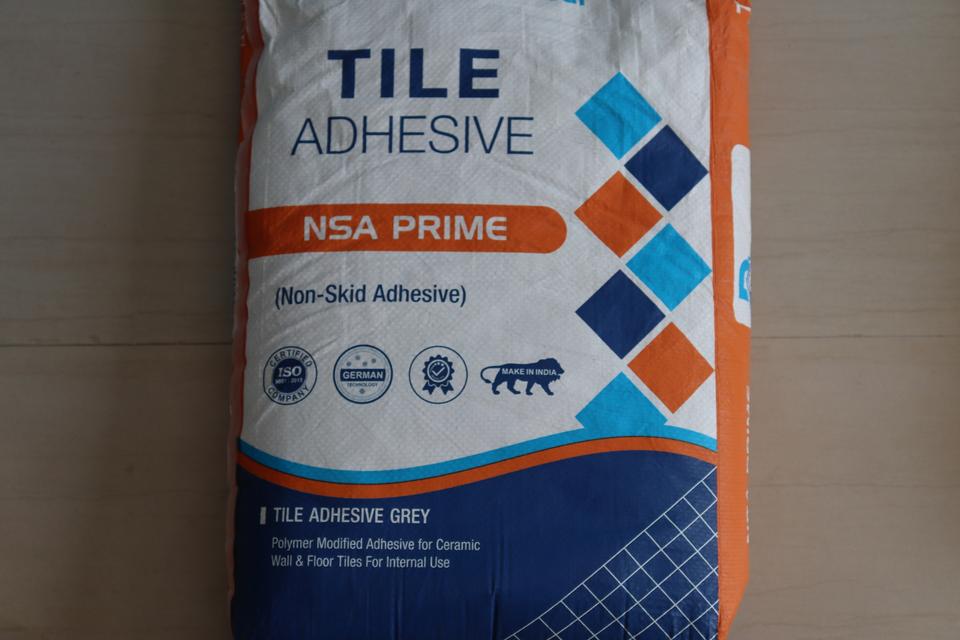 TILE
ADHESIVE
NSA PRIME
(Non-Skid Adhesive)
CERTIFIED
ISO
COMPANY
GERMAN
TECHNOLOGY
MAKE IN INDIA
TILE ADHESIVE GREY
Polymer Modified Adhesive for Ceramic
Wall & Floor Tiles For Internal Use